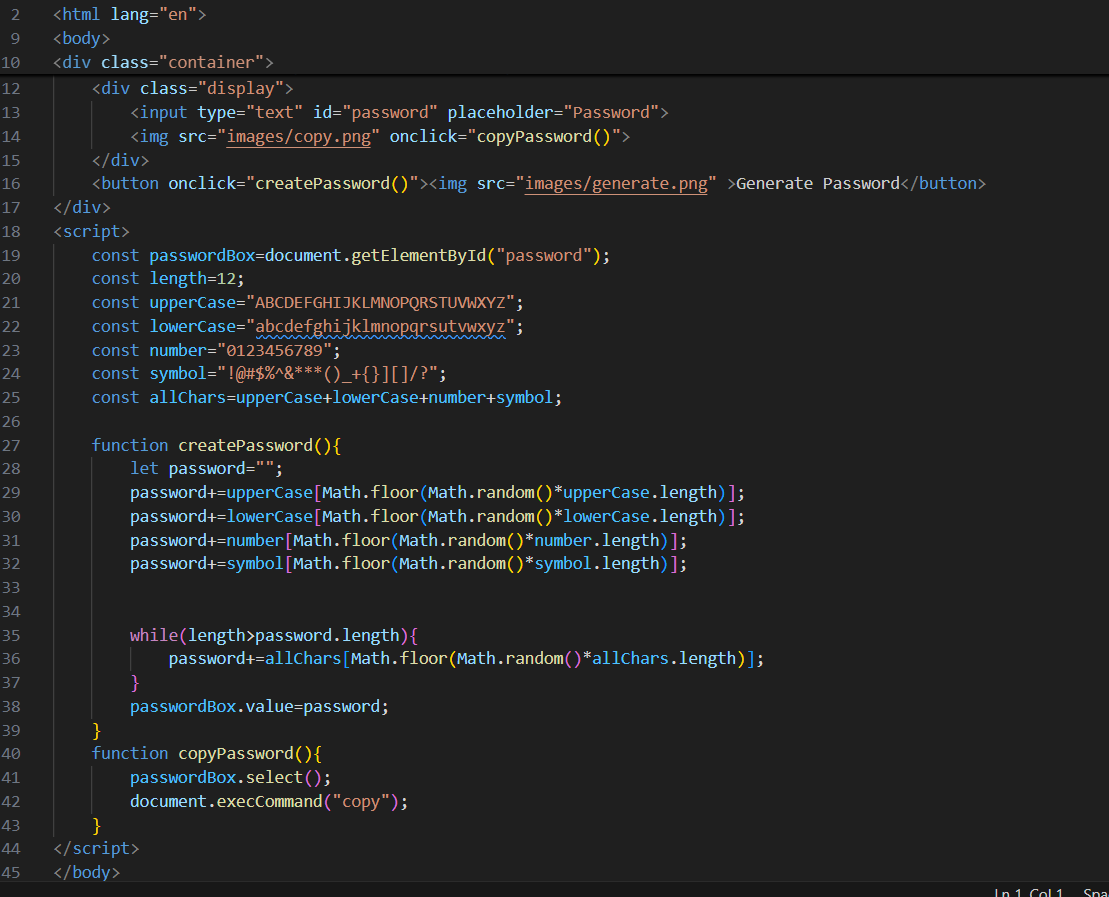 2 <html lang="en">
9 <body>
10 <div class="container">
12 <div class="display">
13 <input type="text" id="password" placeholder="Password">
14 <img src="images/copy.png" onclick="copyPassword()">
15 </div>
16 <button onclick="createPassword()"><img src="images/generate.png" >Generate Password</button>
17 </div>
18 <script>
19 const passwordBox=document.getElementById("password");
20 const length=12;
21 const upperCase="ABCDEFGHIJKLMNOPQRSTUVWXYZ";
22 const lowerCase="abcdefghijklmnopqrsutvwxyz";
23 const number="0123456789";
24 const symbol="!@#$%^&***()_+{}][]/?";
25 const allChars=upperCase+lowerCase+number+symbol;
26
27 function createPassword(){
28 let password="";
29 password+=upperCase[Math.floor(Math.random()*upperCase.length)];
30 password+=lowerCase[Math.floor(Math.random()*lowerCase.length)];
31 password+=number[Math.floor(Math.random()*number.length)];
32 password+=symbol[Math.floor(Math.random()*symbol.length)];
33
34
35 while(length>password.length){
36 password+=allChars[Math.floor(Math.random()*allChars.length)];
37 }
38 passwordBox.value=password;
39 }
40 function copyPassword(){
41 passwordBox.select();
42 document.execCommand("copy");
43 }
44 </script>
45 </body>
Ln 1, Col 1